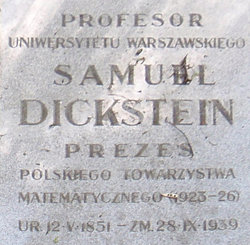 PROFESOR
UNIWERSYTETU WARSZAWSKIEGO
SAMUEL
DICKSTEIN
PREZES
POLSKIEGO TOWARZYSTWA
MATEMATYCZNEGO (1923-26)
UR. 12·V·1851 - ZM. 28·IX·1939